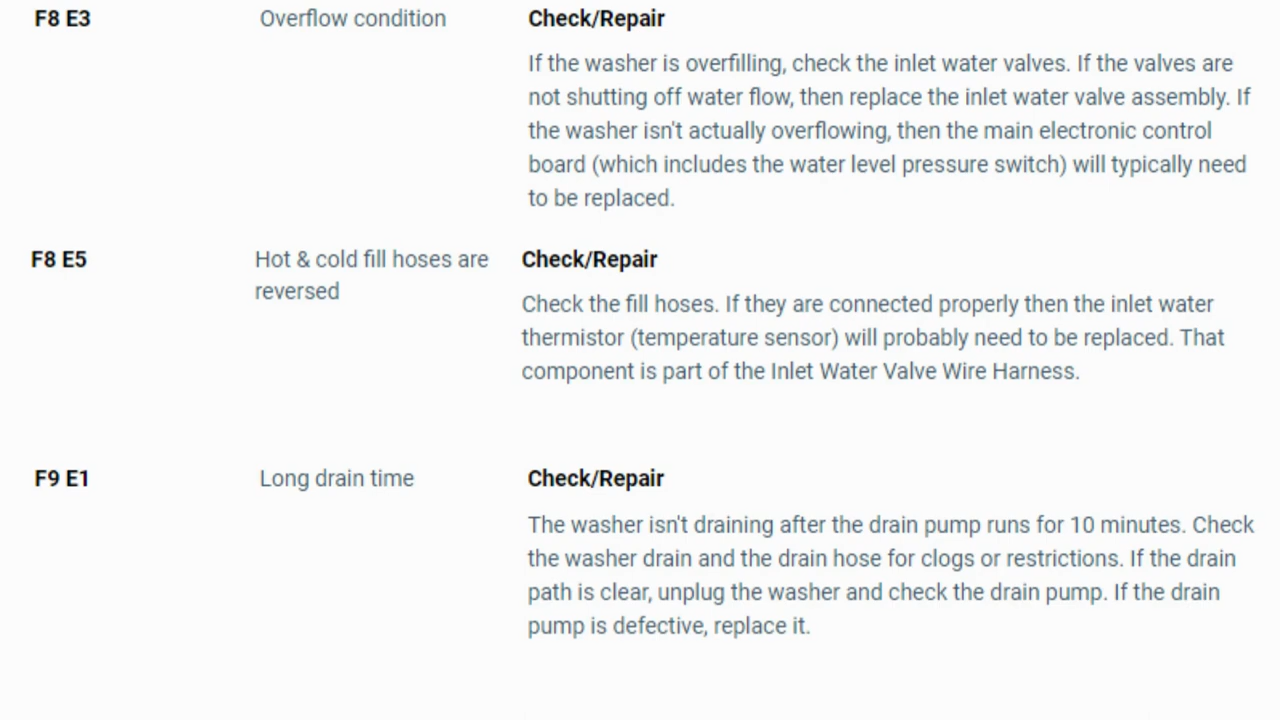 F8 E3 Overflow condition Check/Repair
If the washer is overfilling, check the inlet water valves. If the valves are
not shutting off water flow, then replace the inlet water valve assembly. If
the washer isn't actually overflowing, then the main electronic control
board (which includes the water level pressure switch) will typically need
to be replaced.
F8 E5 Hot & cold fill hoses are Check/Repair
reversed
Check the fill hoses. If they are connected properly then the inlet water
thermistor (temperature sensor) will probably need to be replaced. That
component is part of the Inlet Water Valve Wire Harness.
F9 E1 Long drain time Check/Repair
The washer isn't draining after the drain pump runs for 10 minutes. Check
the washer drain and the drain hose for clogs or restrictions. If the drain
path is clear, unplug the washer and check the drain pump. If the drain
pump is defective, replace it.